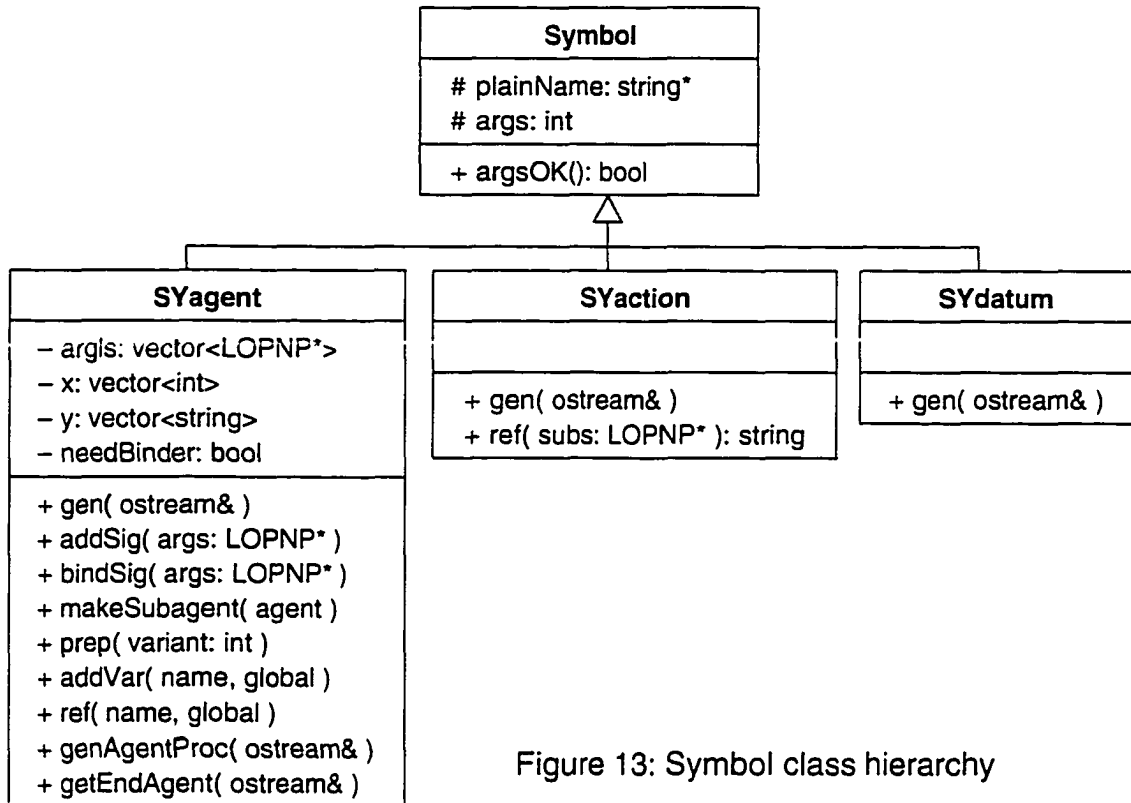 Symbol
# plainName: string*
# args: int
+ argsOK(): bool
SYagent
– argls: vector<LOPNP*>
– x: vector<int>
– y: vector<string>
– needBinder: bool
+ gen( ostream& )
+ addSig( args: LOPNP* )
+ bindSig( args: LOPNP* )
+ makeSubagent( agent )
+ prep( variant: int )
+ addVar( name, global )
+ ref( name, global )
+ genAgentProc( ostream& )
+ getEndAgent( ostream& )
SYaction
+ gen( ostream& )
+ ref( subs: LOPNP* ): string
SYdatum
+ gen( ostream& )
Figure 13: Symbol class hierarchy